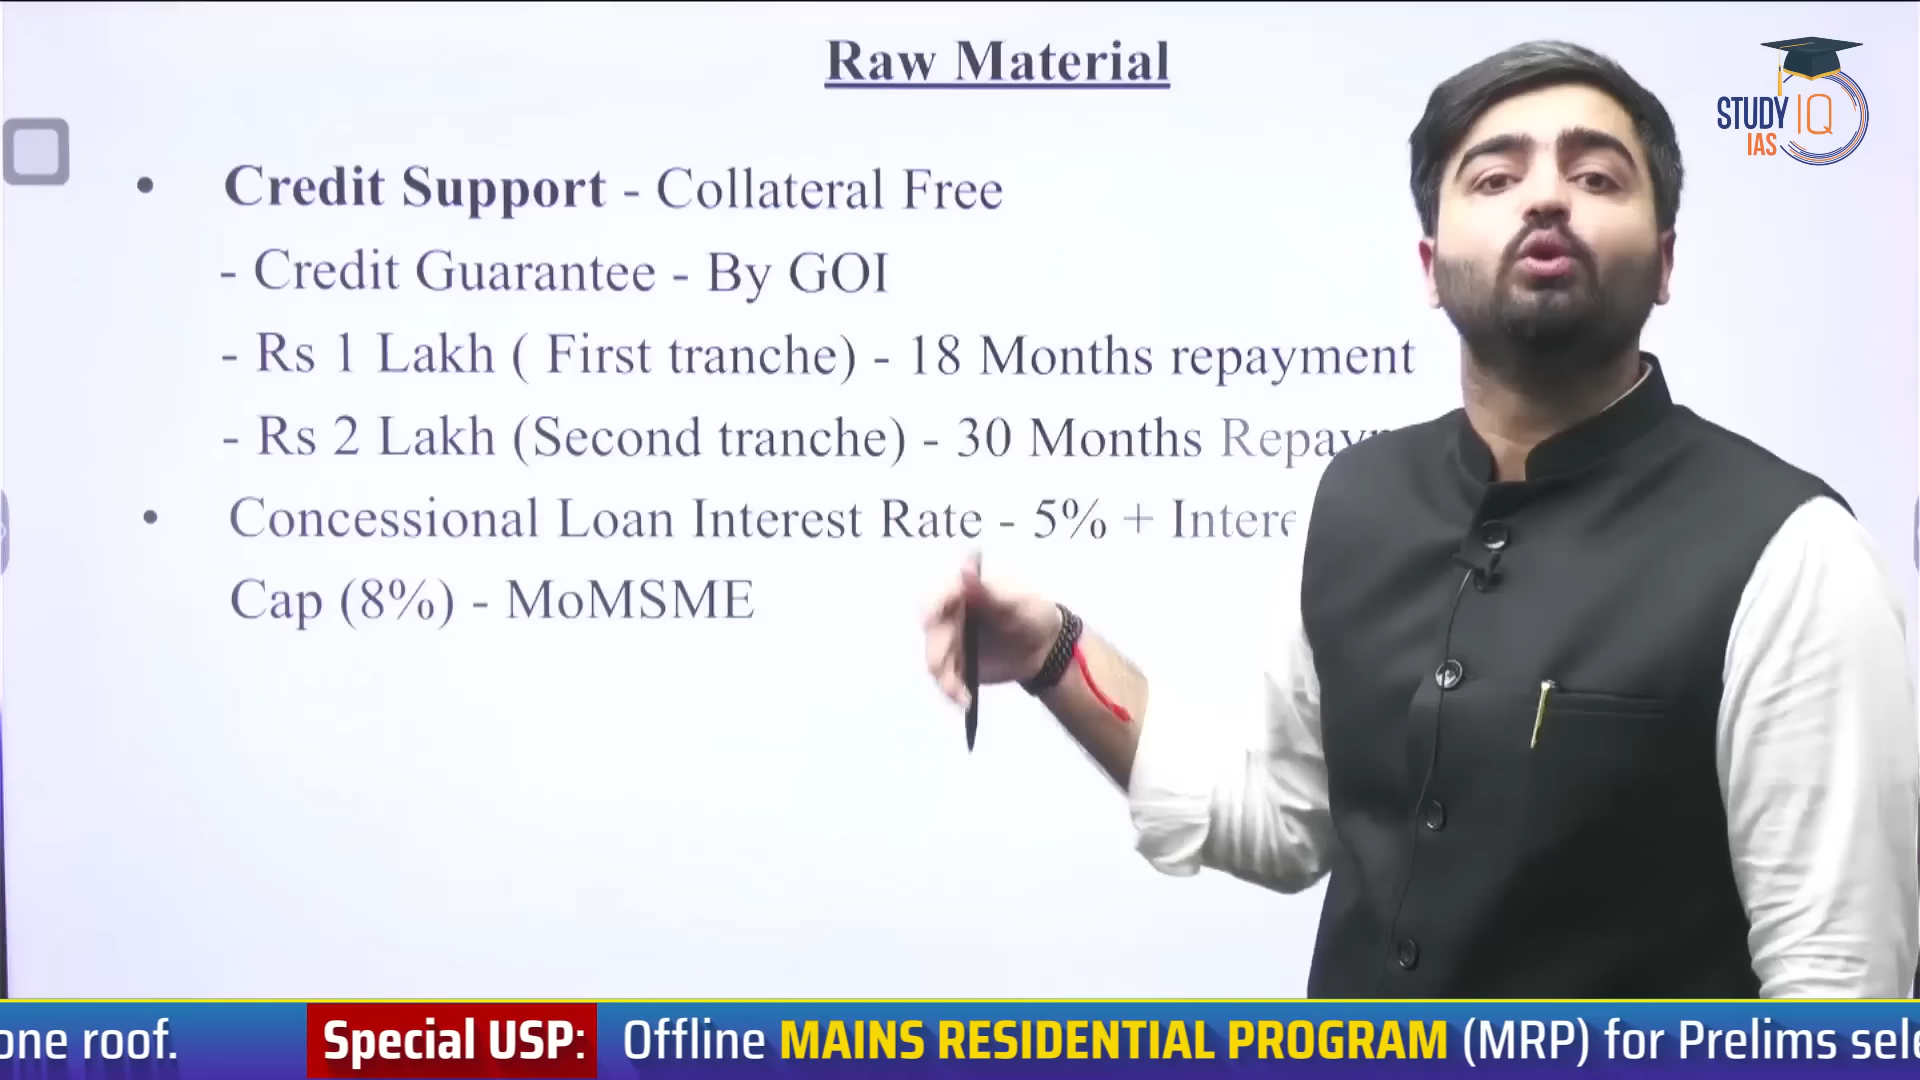 Raw Material
STUDY IQ
IAS
• Credit Support - Collateral Free
- Credit Guarantee - By GOI
- Rs 1 Lakh ( First tranche) - 18 Months repayment
- Rs 2 Lakh (Second tranche) - 30 Months
• Concessional Loan Interest Rate - 5% +
Cap (8%) - MoMSME
one roof. Special USP: Offline MAINS RESIDENTIAL PROGRAM (MRP) for Prelims